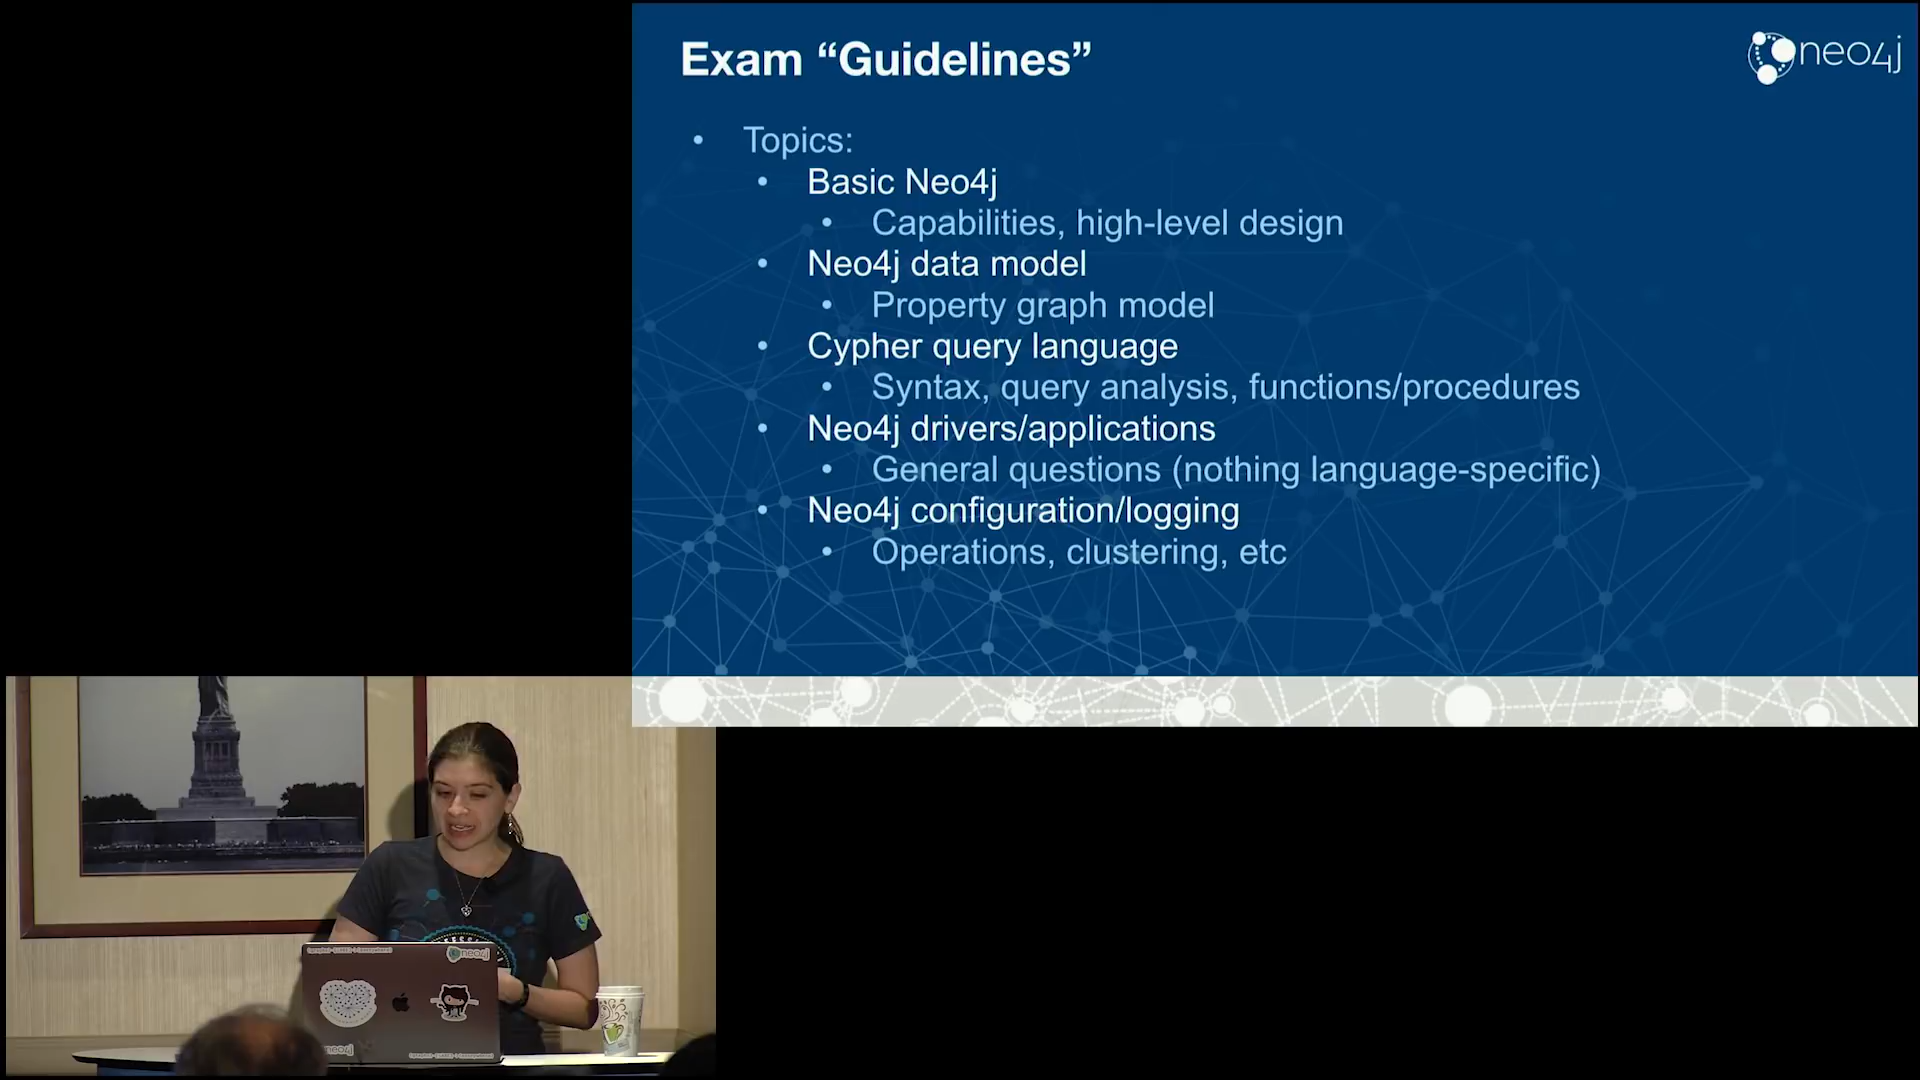 Exam “Guidelines”
neo4j
• Topics:
• Basic Neo4j
• Capabilities, high-level design
• Neo4j data model
• Property graph model
• Cypher query language
• Syntax, query analysis, functions/procedures
• Neo4j drivers/applications
• General questions (nothing language-specific)
• Neo4j configuration/logging
• Operations, clustering, etc
neo4j
neo4j